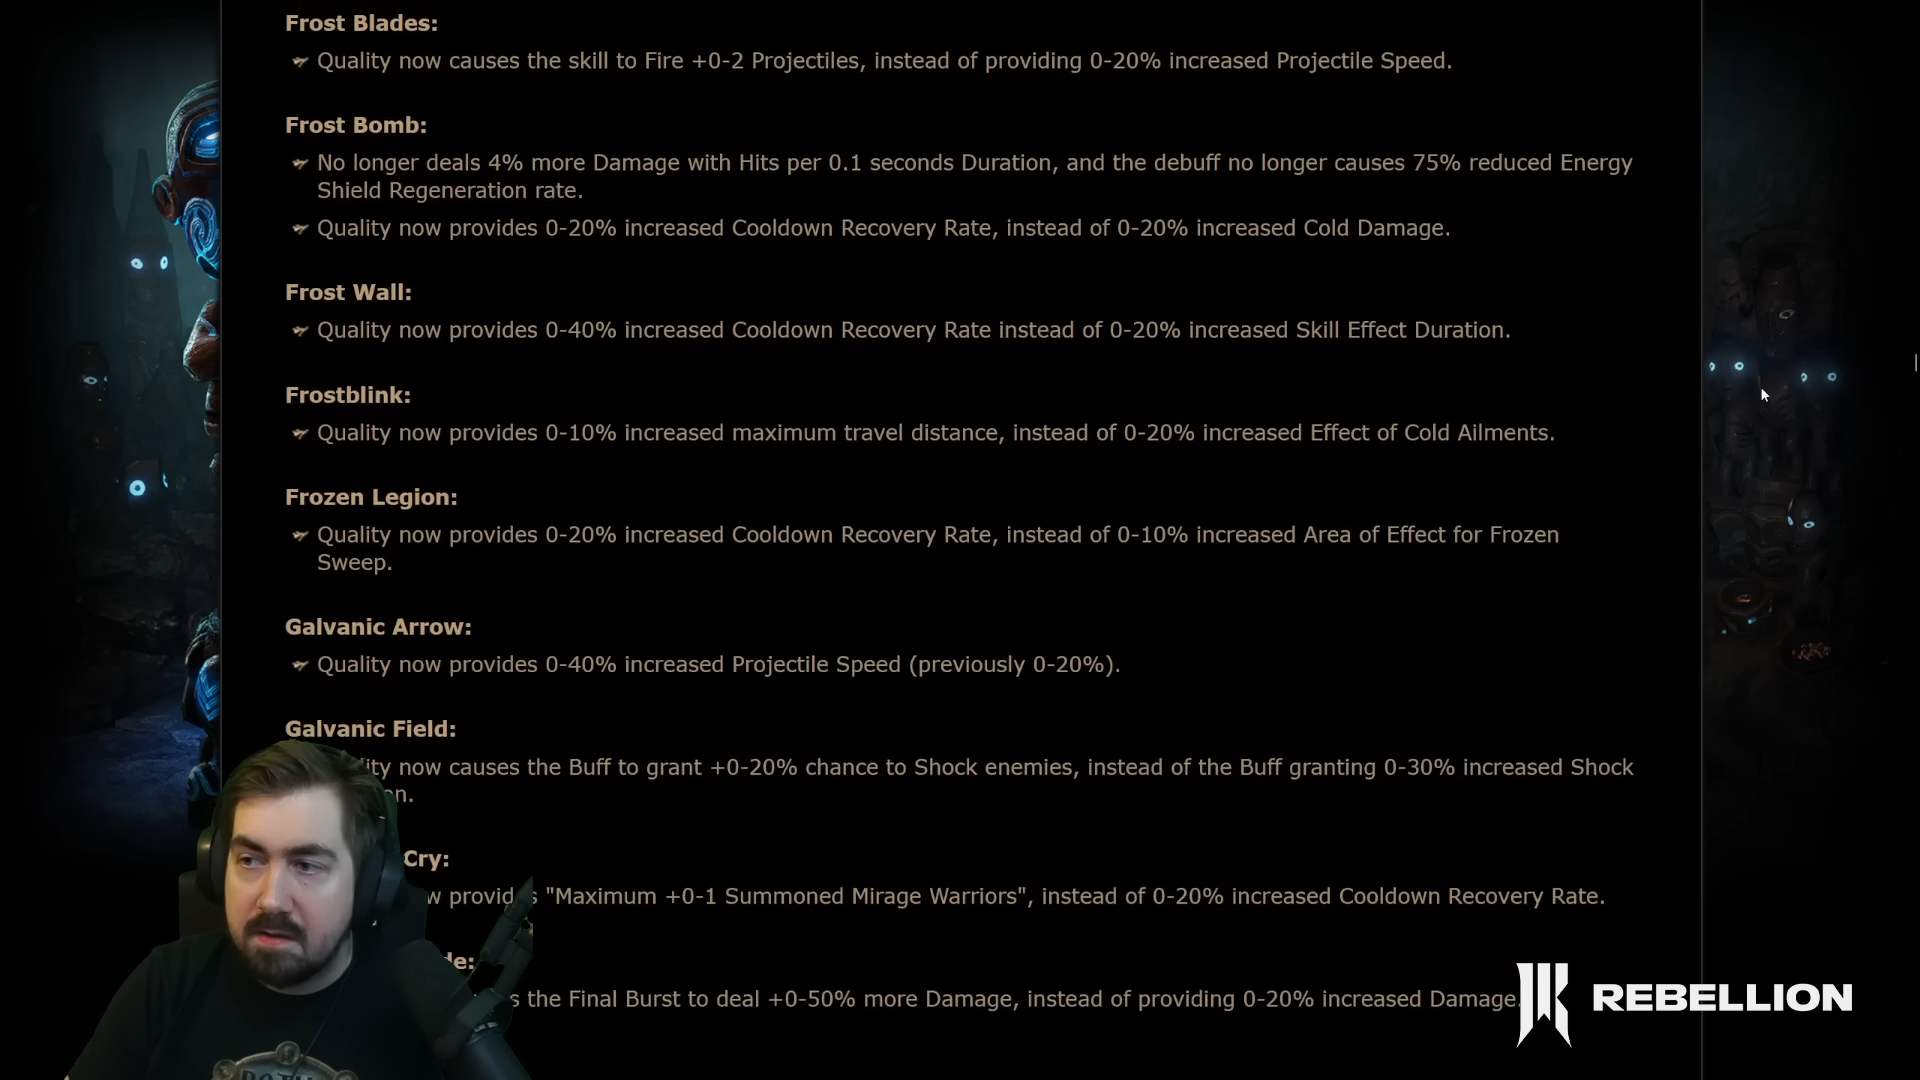 Frost Blades:
Quality now causes the skill to Fire +0-2 Projectiles, instead of providing 0-20% increased Projectile Speed.
Frost Bomb:
No longer deals 4% more Damage with Hits per 0.1 seconds Duration, and the debuff no longer causes 75% reduced Energy
Shield Regeneration rate.
Quality now provides 0-20% increased Cooldown Recovery Rate, instead of 0-20% increased Cold Damage.
Frost Wall:
Quality now provides 0-40% increased Cooldown Recovery Rate instead of 0-20% increased Skill Effect Duration.
Frostblink:
Quality now provides 0-10% increased maximum travel distance, instead of 0-20% increased Effect of Cold Ailments.
Frozen Legion:
Quality now provides 0-20% increased Cooldown Recovery Rate, instead of 0-10% increased Area of Effect for Frozen
Sweep.
Galvanic Arrow:
Quality now provides 0-40% increased Projectile Speed (previously 0-20%).
Galvanic Field:
now causes the Buff to grant +0-20% chance to Shock enemies, instead of the Buff granting 0-30% increased Shock
Cry:
provides "Maximum +0-1 Summoned Mirage Warriors", instead of 0-20% increased Cooldown Recovery Rate.
the Final Burst to deal +0-50% more Damage, instead of providing 0-20% increased Damage.
REBELLION